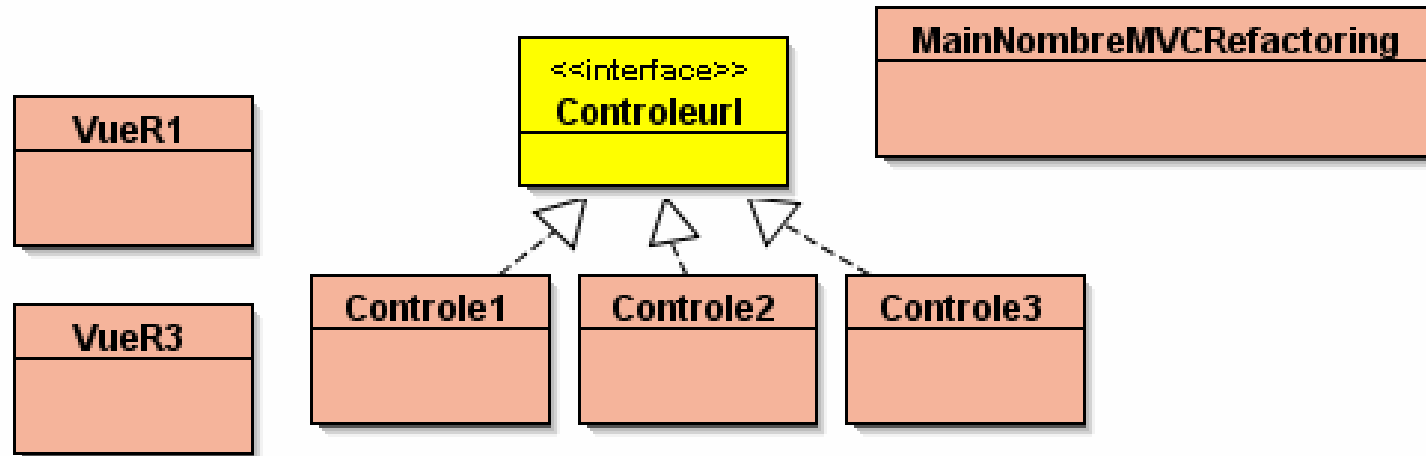 MainNombreMVCRefactoring
<<interface>>
ControleurI
VueR1
VueR3
Controle1
Controle2
Controle3